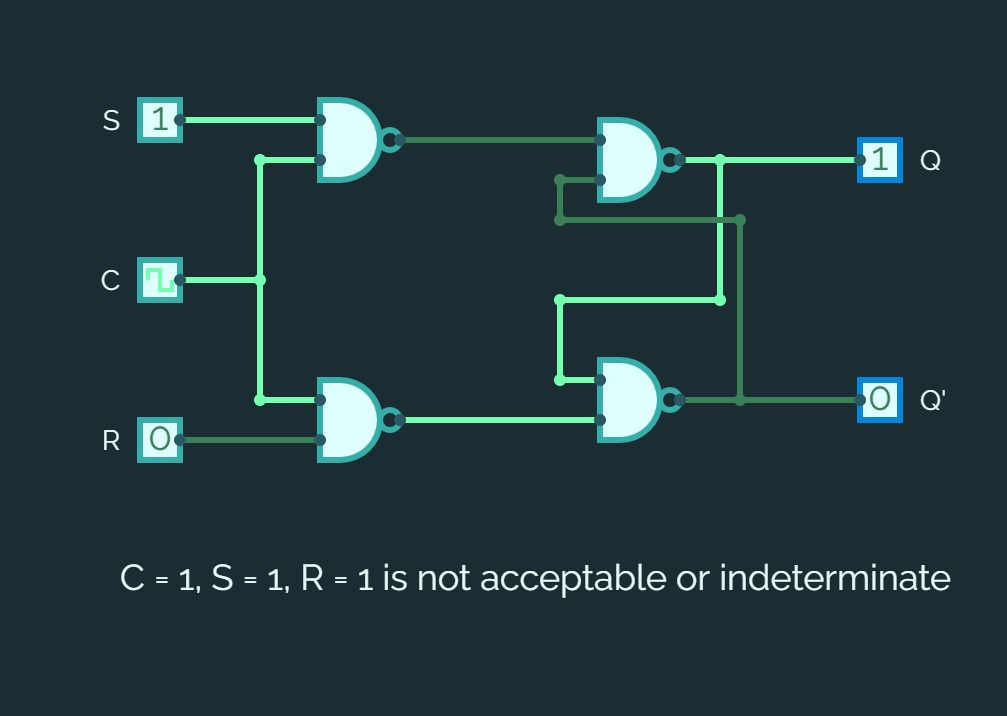 S 1
1 Q
C
R 0
0 Q'
C = 1, S = 1, R = 1 is not acceptable or indeterminate